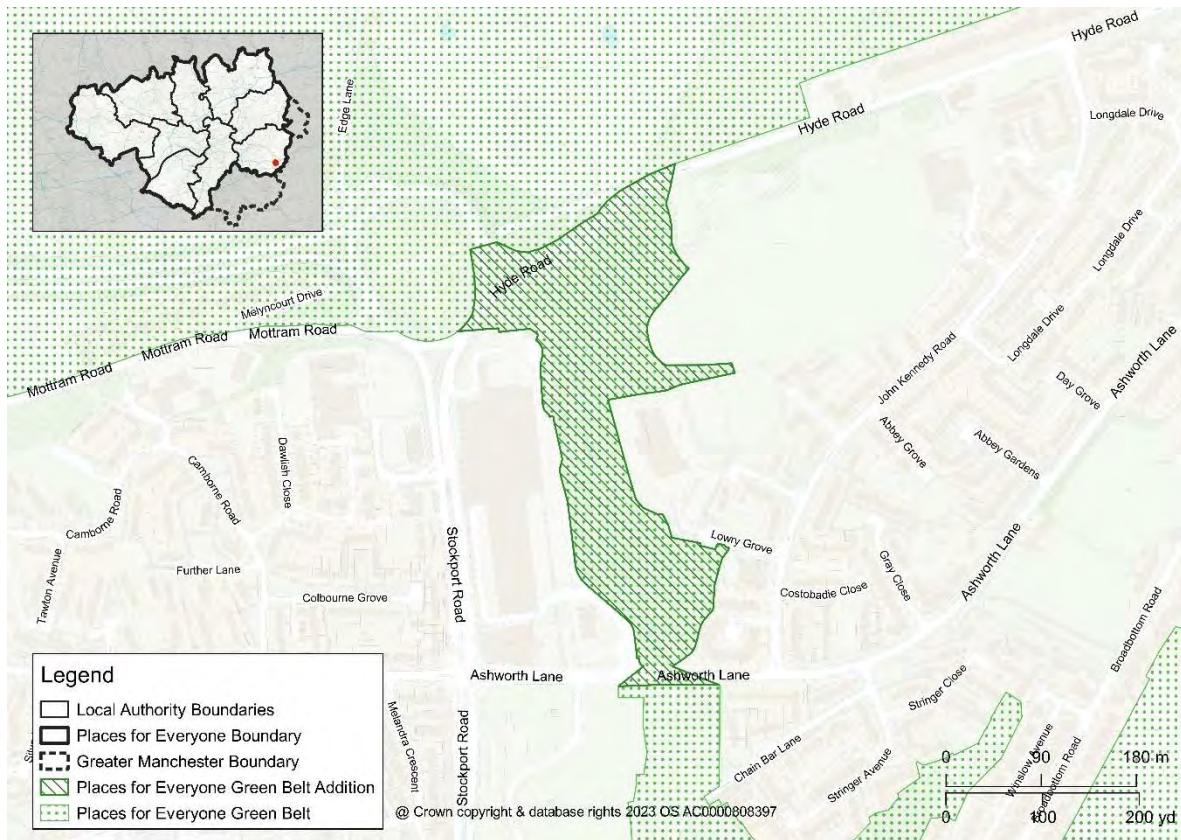 Hyde Road
Edge Lane
Longdale Drive
Hyde Road
Longdale Drive
Hyde Road
Melyncourt Drive
Mottram Road
Mottram Road
Mottram Road
Longdale Drive
John Kennedy Road
Ashworth Lane
Day Grove
Abbey Grove
Abbey Gardens
Dawlish Close
Camborne Road
Camborne Road
Tawton Avenue
Further Lane
Colbourne Grove
Stockport Road
Lowry Grove
Costobadie Close
Gray Close
Ashworth Lane
Broadbottom Road
Ashworth Lane
Ashworth Lane
Stringer Close
Melandra Crescent
Stockport Road
Chain Bar Lane
Stringer Avenue
Winslow Avenue
Broadbottom Road
Legend
Local Authority Boundaries
Places for Everyone Boundary
Greater Manchester Boundary
Places for Everyone Green Belt Addition
Places for Everyone Green Belt
0 90 180 m
0 100 200 yd
@ Crown copyright & database rights 2023 OS AC0000808397